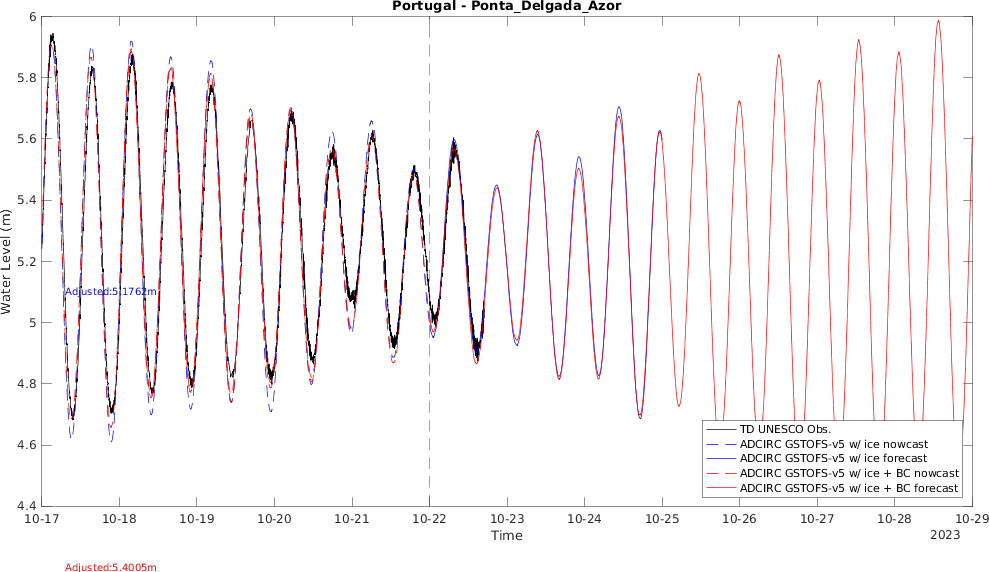 Portugal - Ponta_Delgada_Azor
6
5.8
5.6
5.4
5.2
5
4.8
4.6
4.4
Water Level (m)
Adjusted:5.1762m
TD UNESCO Obs.
ADCIRC GSTOFS-v5 w/ ice nowcast
ADCIRC GSTOFS-v5 w/ ice forecast
ADCIRC GSTOFS-v5 w/ ice + BC nowcast
ADCIRC GSTOFS-v5 w/ ice + BC forecast
10-17 10-18 10-19 10-20 10-21 10-22 10-23 10-24 10-25 10-26 10-27 10-28 10-29
Time
2023
Adjusted:5.4005m